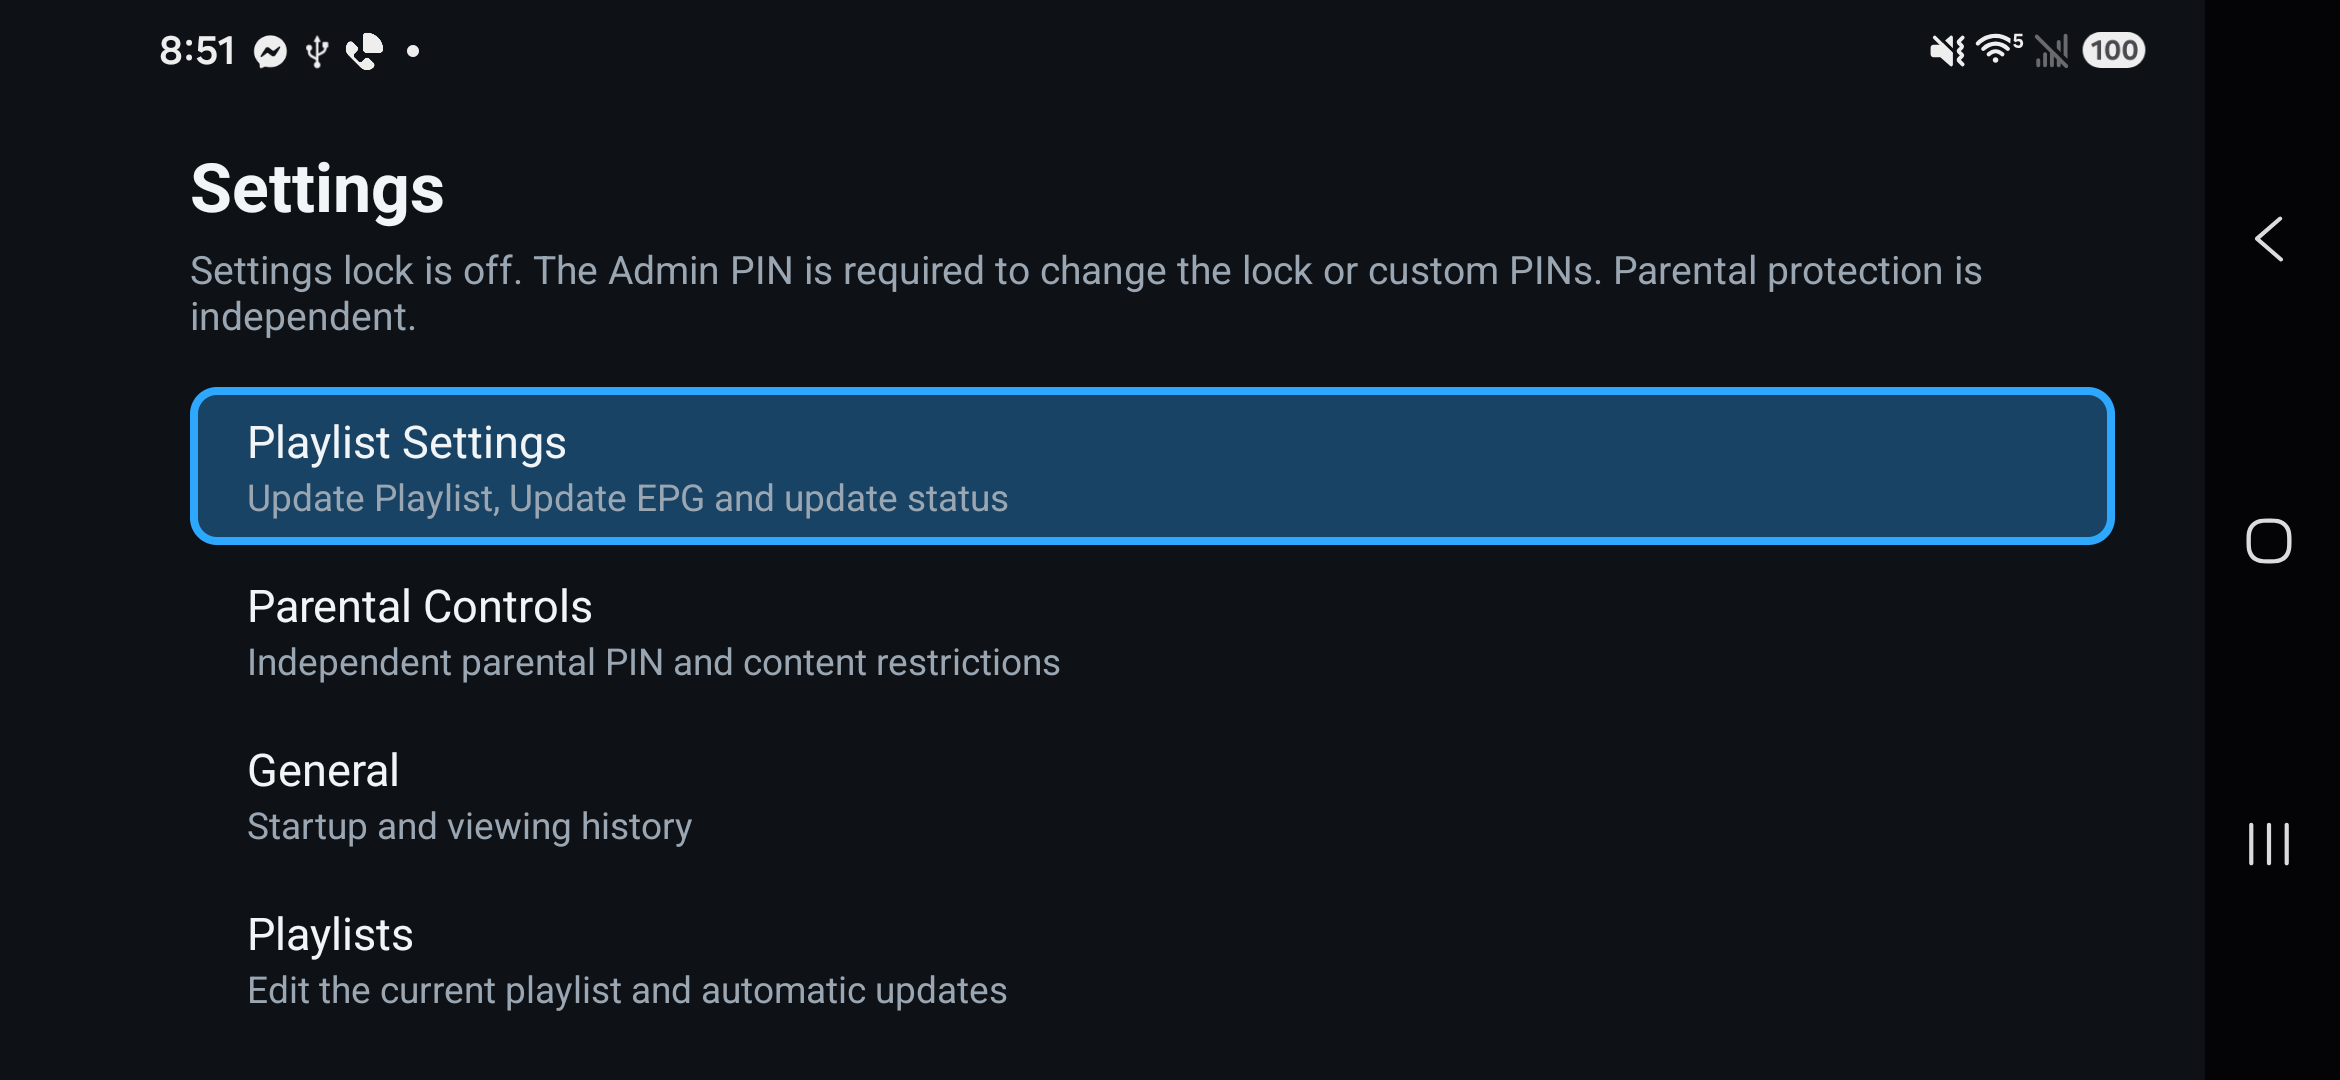 8:51
5
100
Settings
Settings lock is off. The Admin PIN is required to change the lock or custom PINs. Parental protection is
independent.
Playlist Settings
Update Playlist, Update EPG and update status
Parental Controls
Independent parental PIN and content restrictions
General
Startup and viewing history
Playlists
Edit the current playlist and automatic updates